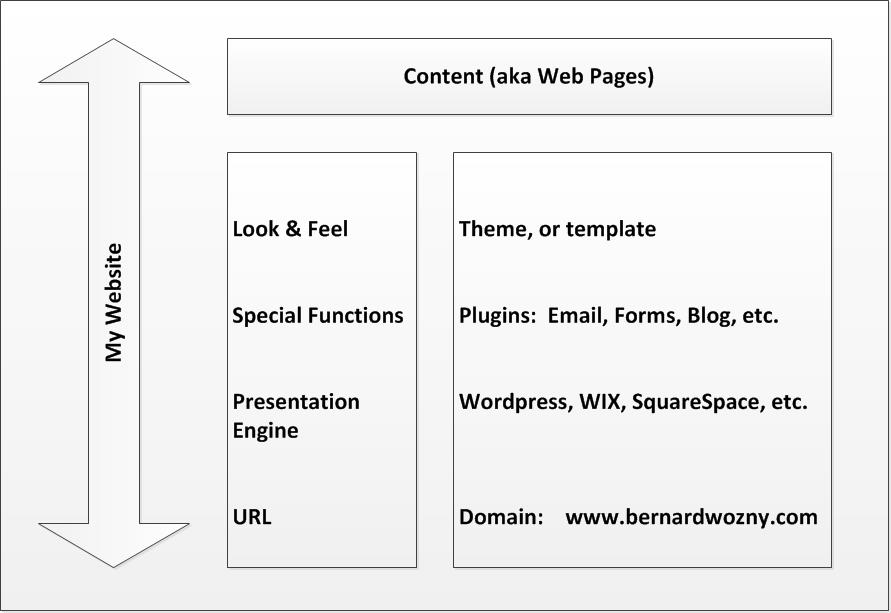 Content (aka Web Pages)
My Website
Look & Feel
Theme, or template
Special Functions
Plugins:  Email, Forms, Blog, etc.
Presentation
Engine
Wordpress, WIX, SquareSpace, etc.
URL
Domain:    www.bernardwozny.com